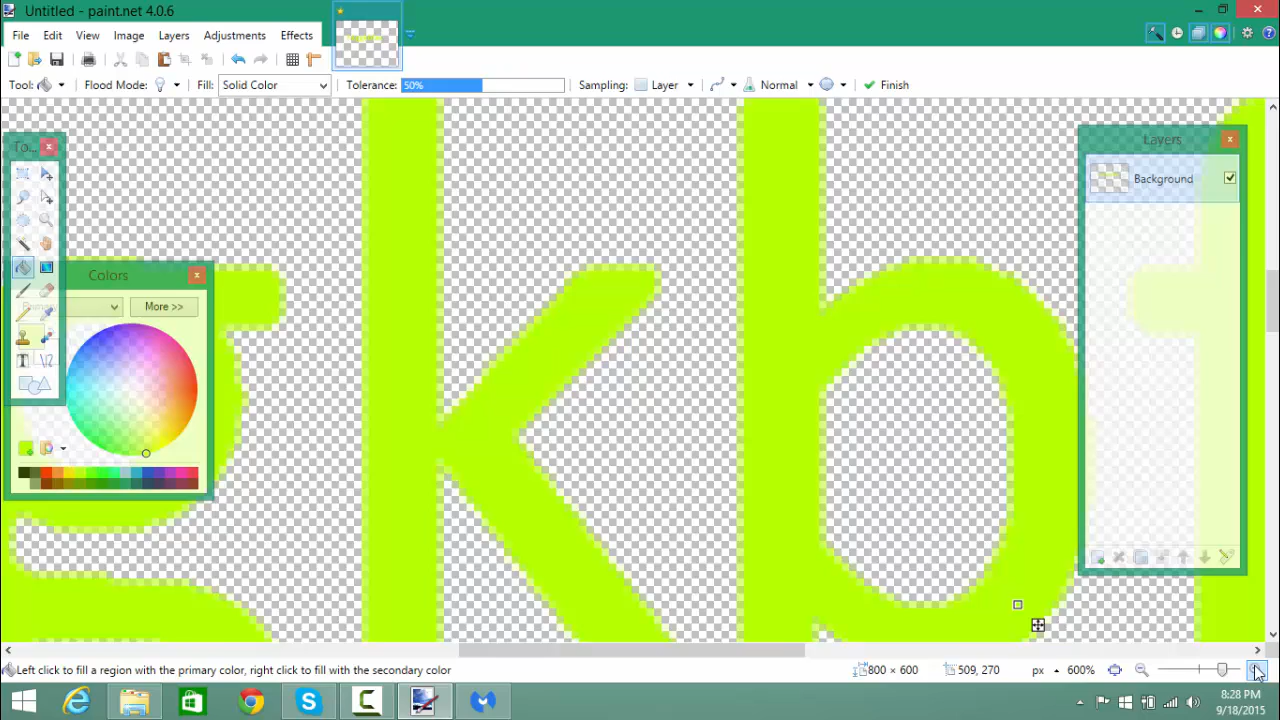 Untitled - paint.net 4.0.6
File Edit View Image Layers Adjustments Effects
Tool: Flood Mode: Fill: Solid Color Tolerance: 50% Sampling: Layer Normal Finish
To...
Layers
Background
Colors
More >>
kb
Left click to fill a region with the primary color, right click to fill with the secondary color
800 × 600
509, 270
px
600%
8:28 PM
9/18/2015